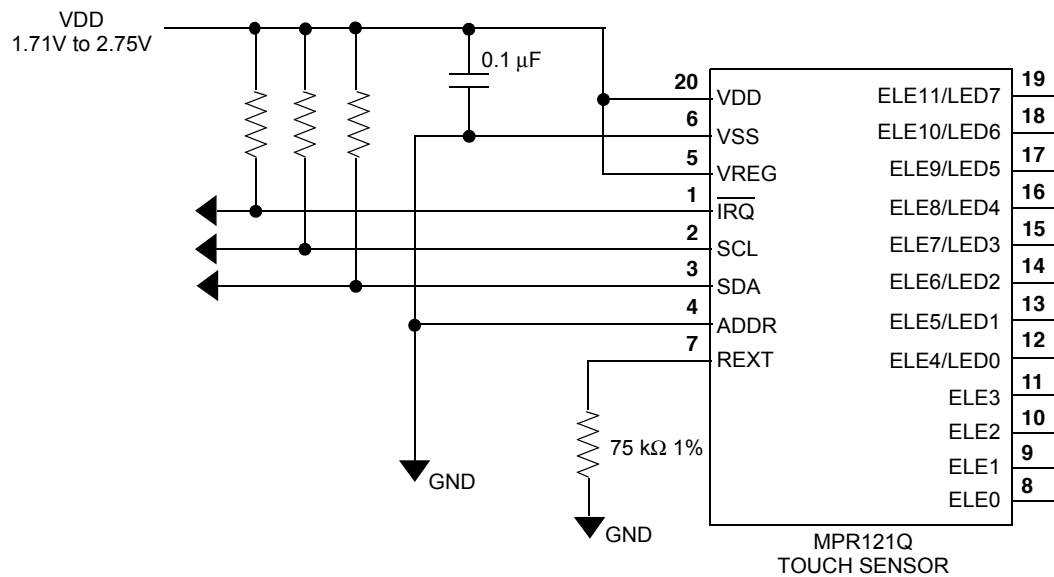 VDD
1.71V to 2.75V
0.1 μF
20 VDD
6 VSS
5 VREG
1 IRQ
2 SCL
3 SDA
4 ADDR
7 REXT
75 kΩ 1%
GND
GND
ELE11/LED7 19
ELE10/LED6 18
ELE9/LED5 17
ELE8/LED4 16
ELE7/LED3 15
ELE6/LED2 14
ELE5/LED1 13
ELE4/LED0 12
ELE3 11
ELE2 10
ELE1 9
ELE0 8
MPR121Q
TOUCH SENSOR